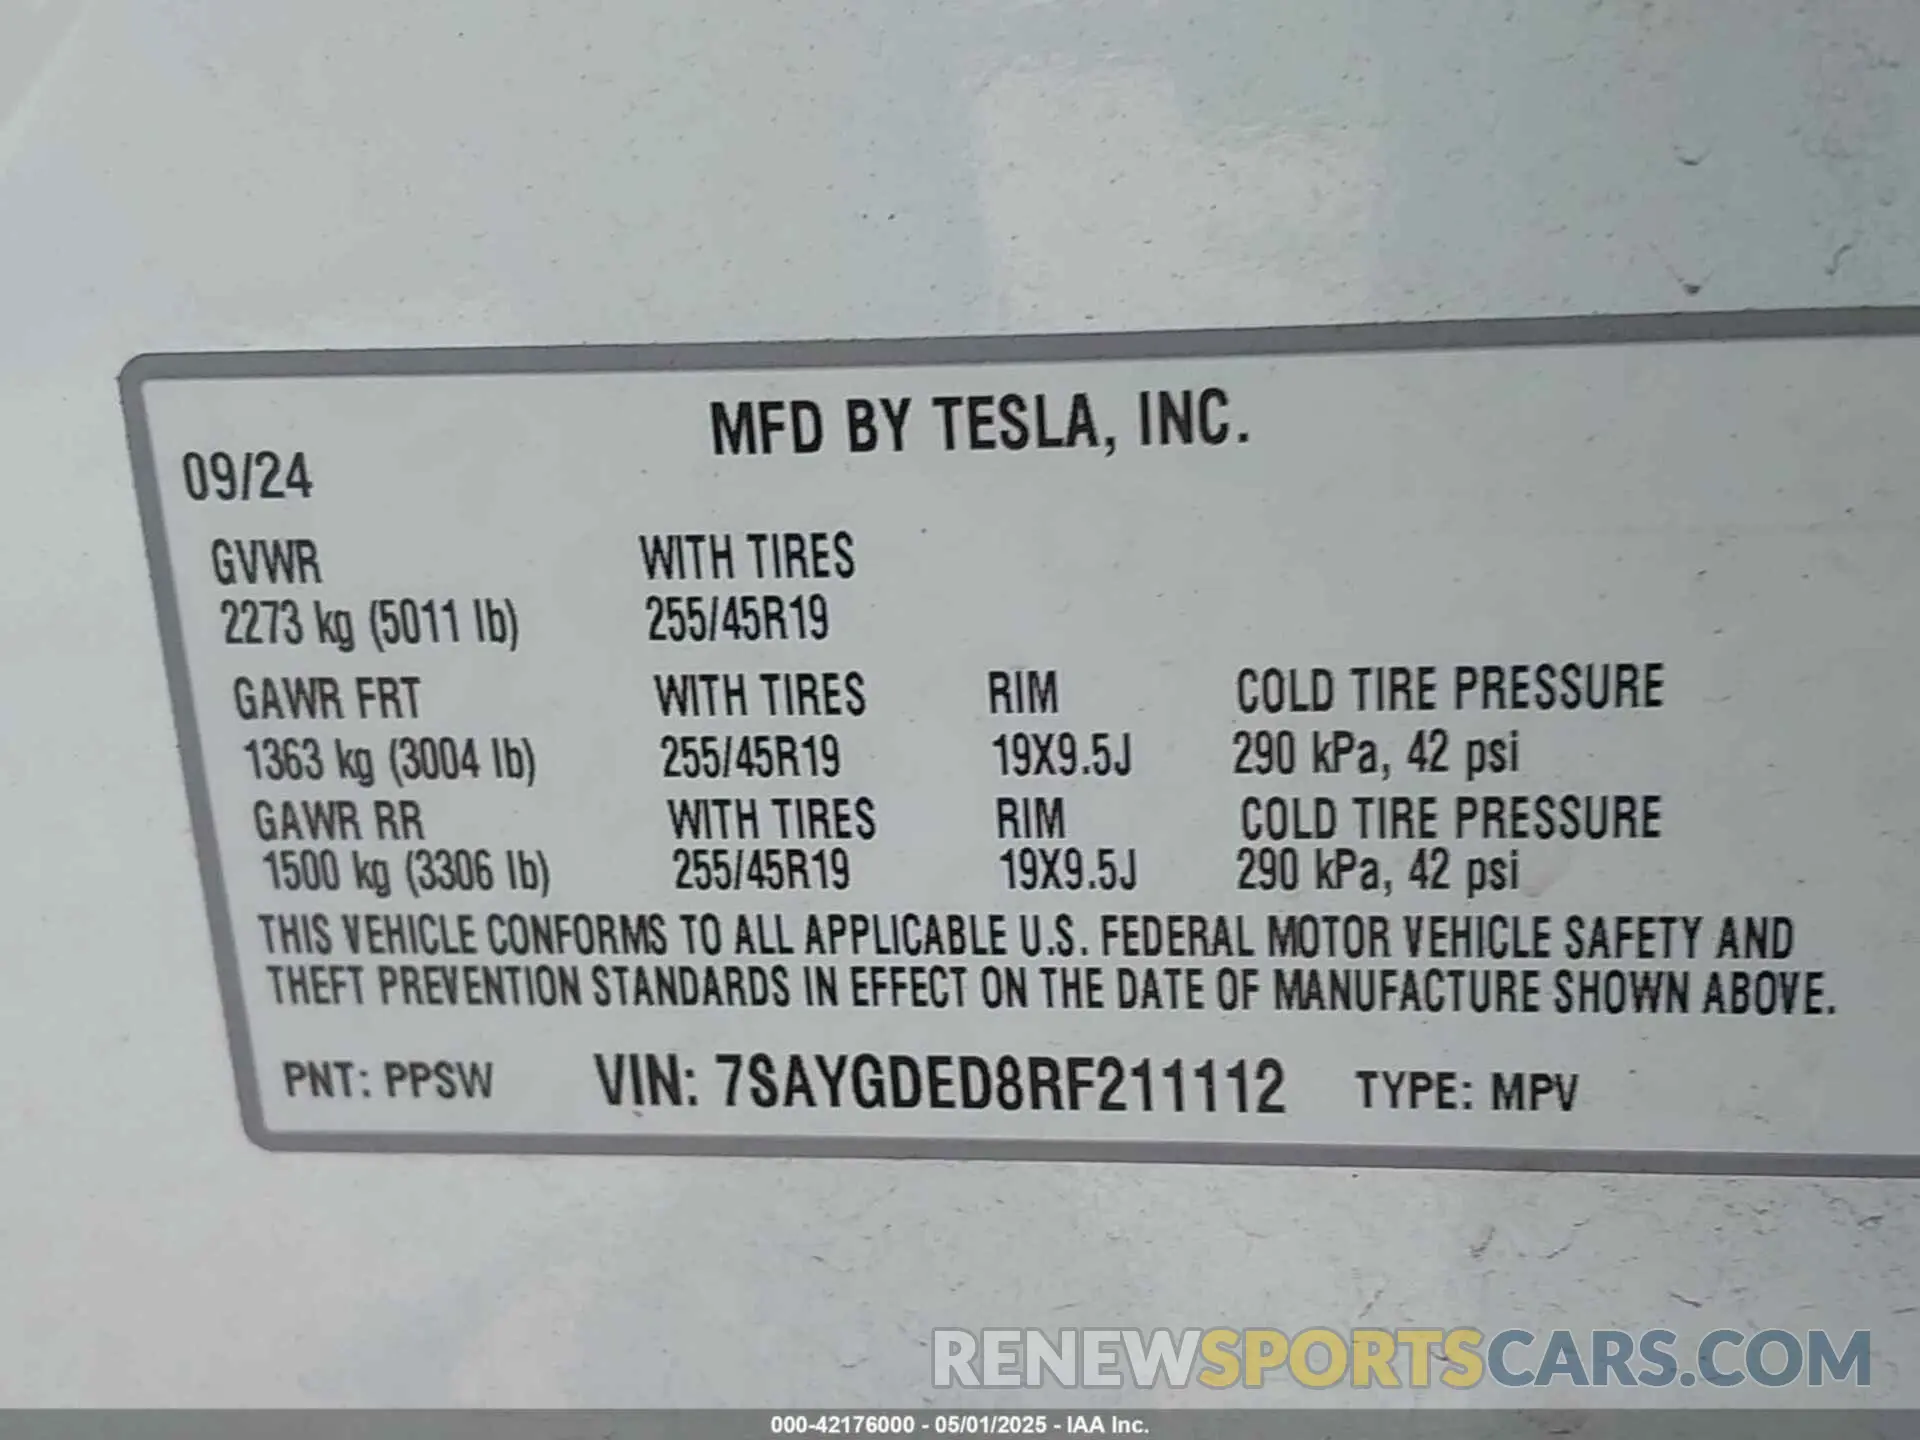 MFD BY TESLA, INC.
09/24
GVWR WITH TIRES
2273 kg (5011 lb) 255/45R19
GAWR FRT WITH TIRES RIM COLD TIRE PRESSURE
1363 kg (3004 lb) 255/45R19 19X9.5J 290 kPa, 42 psi
GAWR RR WITH TIRES RIM COLD TIRE PRESSURE
1500 kg (3306 lb) 255/45R19 19X9.5J 290 kPa, 42 psi
THIS VEHICLE CONFORMS TO ALL APPLICABLE U.S. FEDERAL MOTOR VEHICLE SAFETY AND
THEFT PREVENTION STANDARDS IN EFFECT ON THE DATE OF MANUFACTURE SHOWN ABOVE.
PNT: PPSW VIN: 7SAYGDED8RF211112 TYPE: MPV
RENEWSPORTSCARS.COM
000-42176000 - 05/01/2025 - IAA Inc.